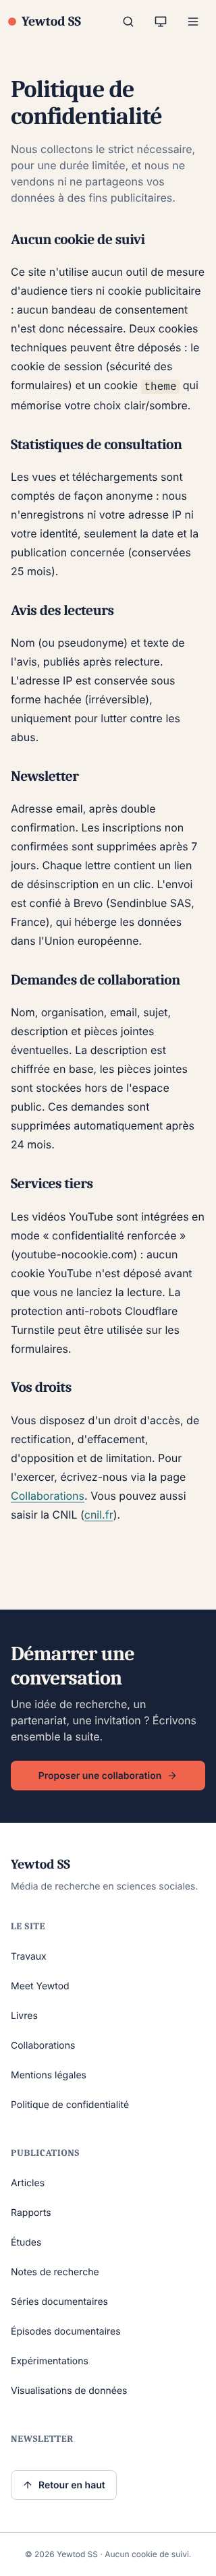 Yewtod SS
Politique de
confidentialité
Nous collectons le strict nécessaire,
pour une durée limitée, et nous ne
vendons ni ne partageons vos
données à des fins publicitaires.
Aucun cookie de suivi
Ce site n'utilise aucun outil de mesure
d'audience tiers ni cookie publicitaire
: aucun bandeau de consentement
n'est donc nécessaire. Deux cookies
techniques peuvent être déposés : le
cookie de session (sécurité des
formulaires) et un cookie theme qui
mémorise votre choix clair/sombre.
Statistiques de consultation
Les vues et téléchargements sont
comptés de façon anonyme : nous
n'enregistrons ni votre adresse IP ni
votre identité, seulement la date et la
publication concernée (conservées
25 mois).
Avis des lecteurs
Nom (ou pseudonyme) et texte de
l'avis, publiés après relecture.
L'adresse IP est conservée sous
forme hachée (irréversible),
uniquement pour lutter contre les
abus.
Newsletter
Adresse email, après double
confirmation. Les inscriptions non
confirmées sont supprimées après 7
jours. Chaque lettre contient un lien
de désinscription en un clic. L'envoi
est confié à Brevo (Sendinblue SAS,
France), qui héberge les données
dans l'Union européenne.
Demandes de collaboration
Nom, organisation, email, sujet,
description et pièces jointes
éventuelles. La description est
chiffrée en base, les pièces jointes
sont stockées hors de l'espace
public. Ces demandes sont
supprimées automatiquement après
24 mois.
Services tiers
Les vidéos YouTube sont intégrées en
mode « confidentialité renforcée »
(youtube-nocookie.com) : aucun
cookie YouTube n'est déposé avant
que vous ne lanciez la lecture. La
protection anti-robots Cloudflare
Turnstile peut être utilisée sur les
formulaires.
Vos droits
Vous disposez d'un droit d'accès, de
rectification, d'effacement,
d'opposition et de limitation. Pour
l'exercer, écrivez-nous via la page
Collaborations. Vous pouvez aussi
saisir la CNIL (cnil.fr).
Démarrer une
conversation
Une idée de recherche, un
partenariat, une invitation ? Écrivons
ensemble la suite.
Proposer une collaboration →
Yewtod SS
Média de recherche en sciences sociales.
LE SITE
Travaux
Meet Yewtod
Livres
Collaborations
Mentions légales
Politique de confidentialité
PUBLICATIONS
Articles
Rapports
Études
Notes de recherche
Séries documentaires
Épisodes documentaires
Expérimentations
Visualisations de données
NEWSLETTER
↑ Retour en haut
© 2026 Yewtod SS · Aucun cookie de suivi.